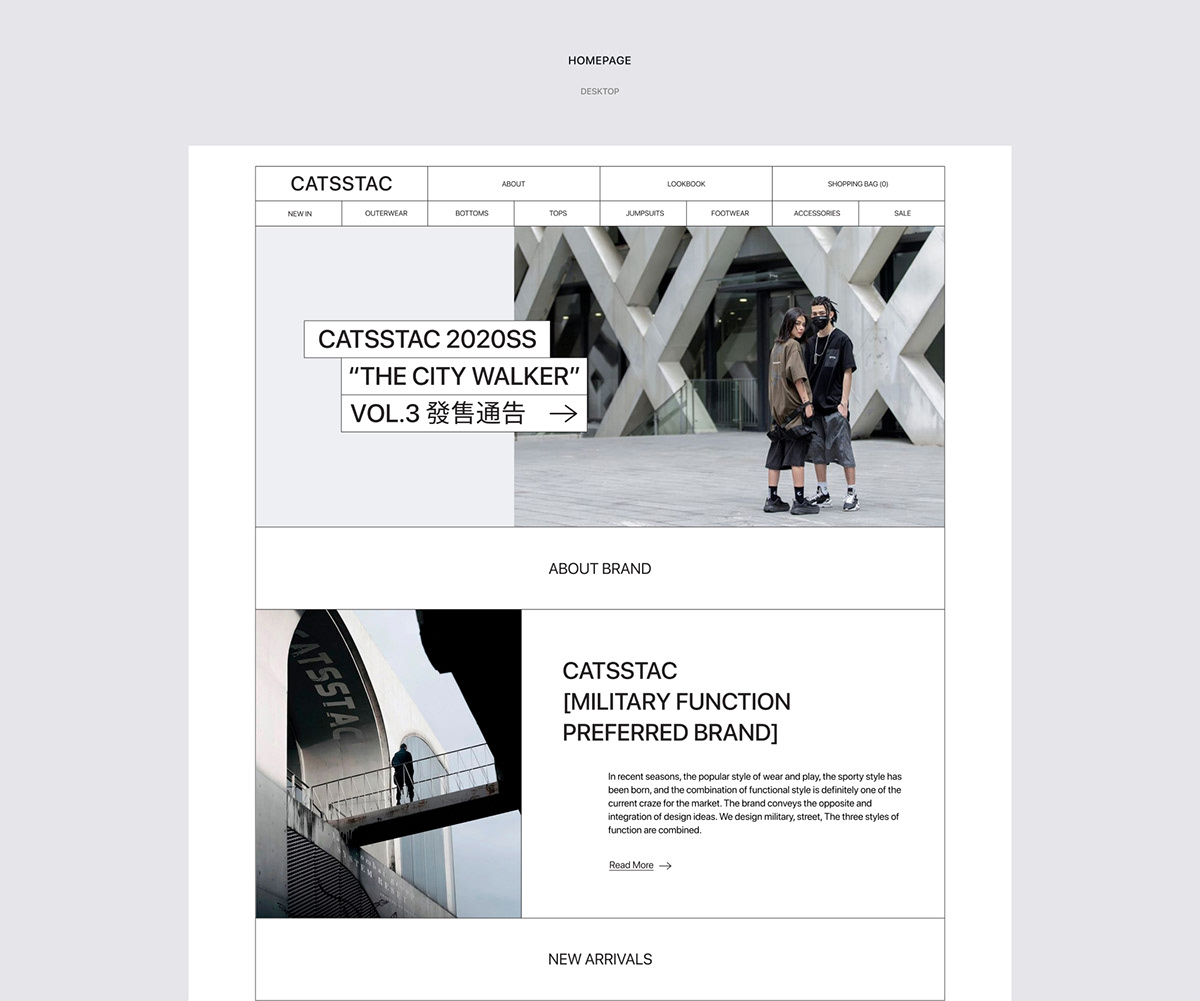 HOMEPAGE
DESKTOP
CATSSTAC
ABOUT
LOOKBOOK
SHOPPING BAG (0)
NEW IN
OUTERWEAR
BOTTOMS
TOPS
JUMPSUITS
FOOTWEAR
ACCESSORIES
SALE
CATSSTAC 2020SS
“THE CITY WALKER”
VOL.3 發售通告
ABOUT BRAND
CATSSTAC
CATSSTAC
[MILITARY FUNCTION
PREFERRED BRAND]
In recent seasons, the popular style of wear and play, the sporty style has
been born, and the combination of functional style is definitely one of the
current craze for the market. The brand conveys the opposite and
integration of design ideas. We design military, street, The three styles of
function are combined.
Read More
NEW ARRIVALS